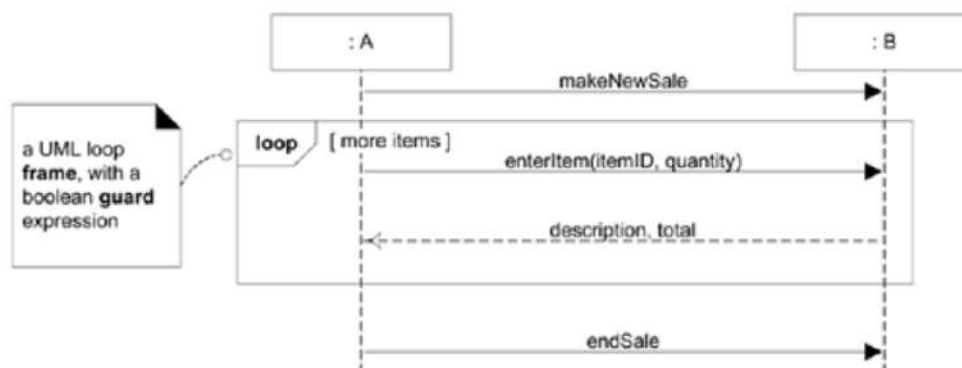 : A
: B
makeNewSale
a UML loop
frame, with a
boolean guard
expression
loop
[ more items ]
enterItem(itemID, quantity)
description, total
endSale